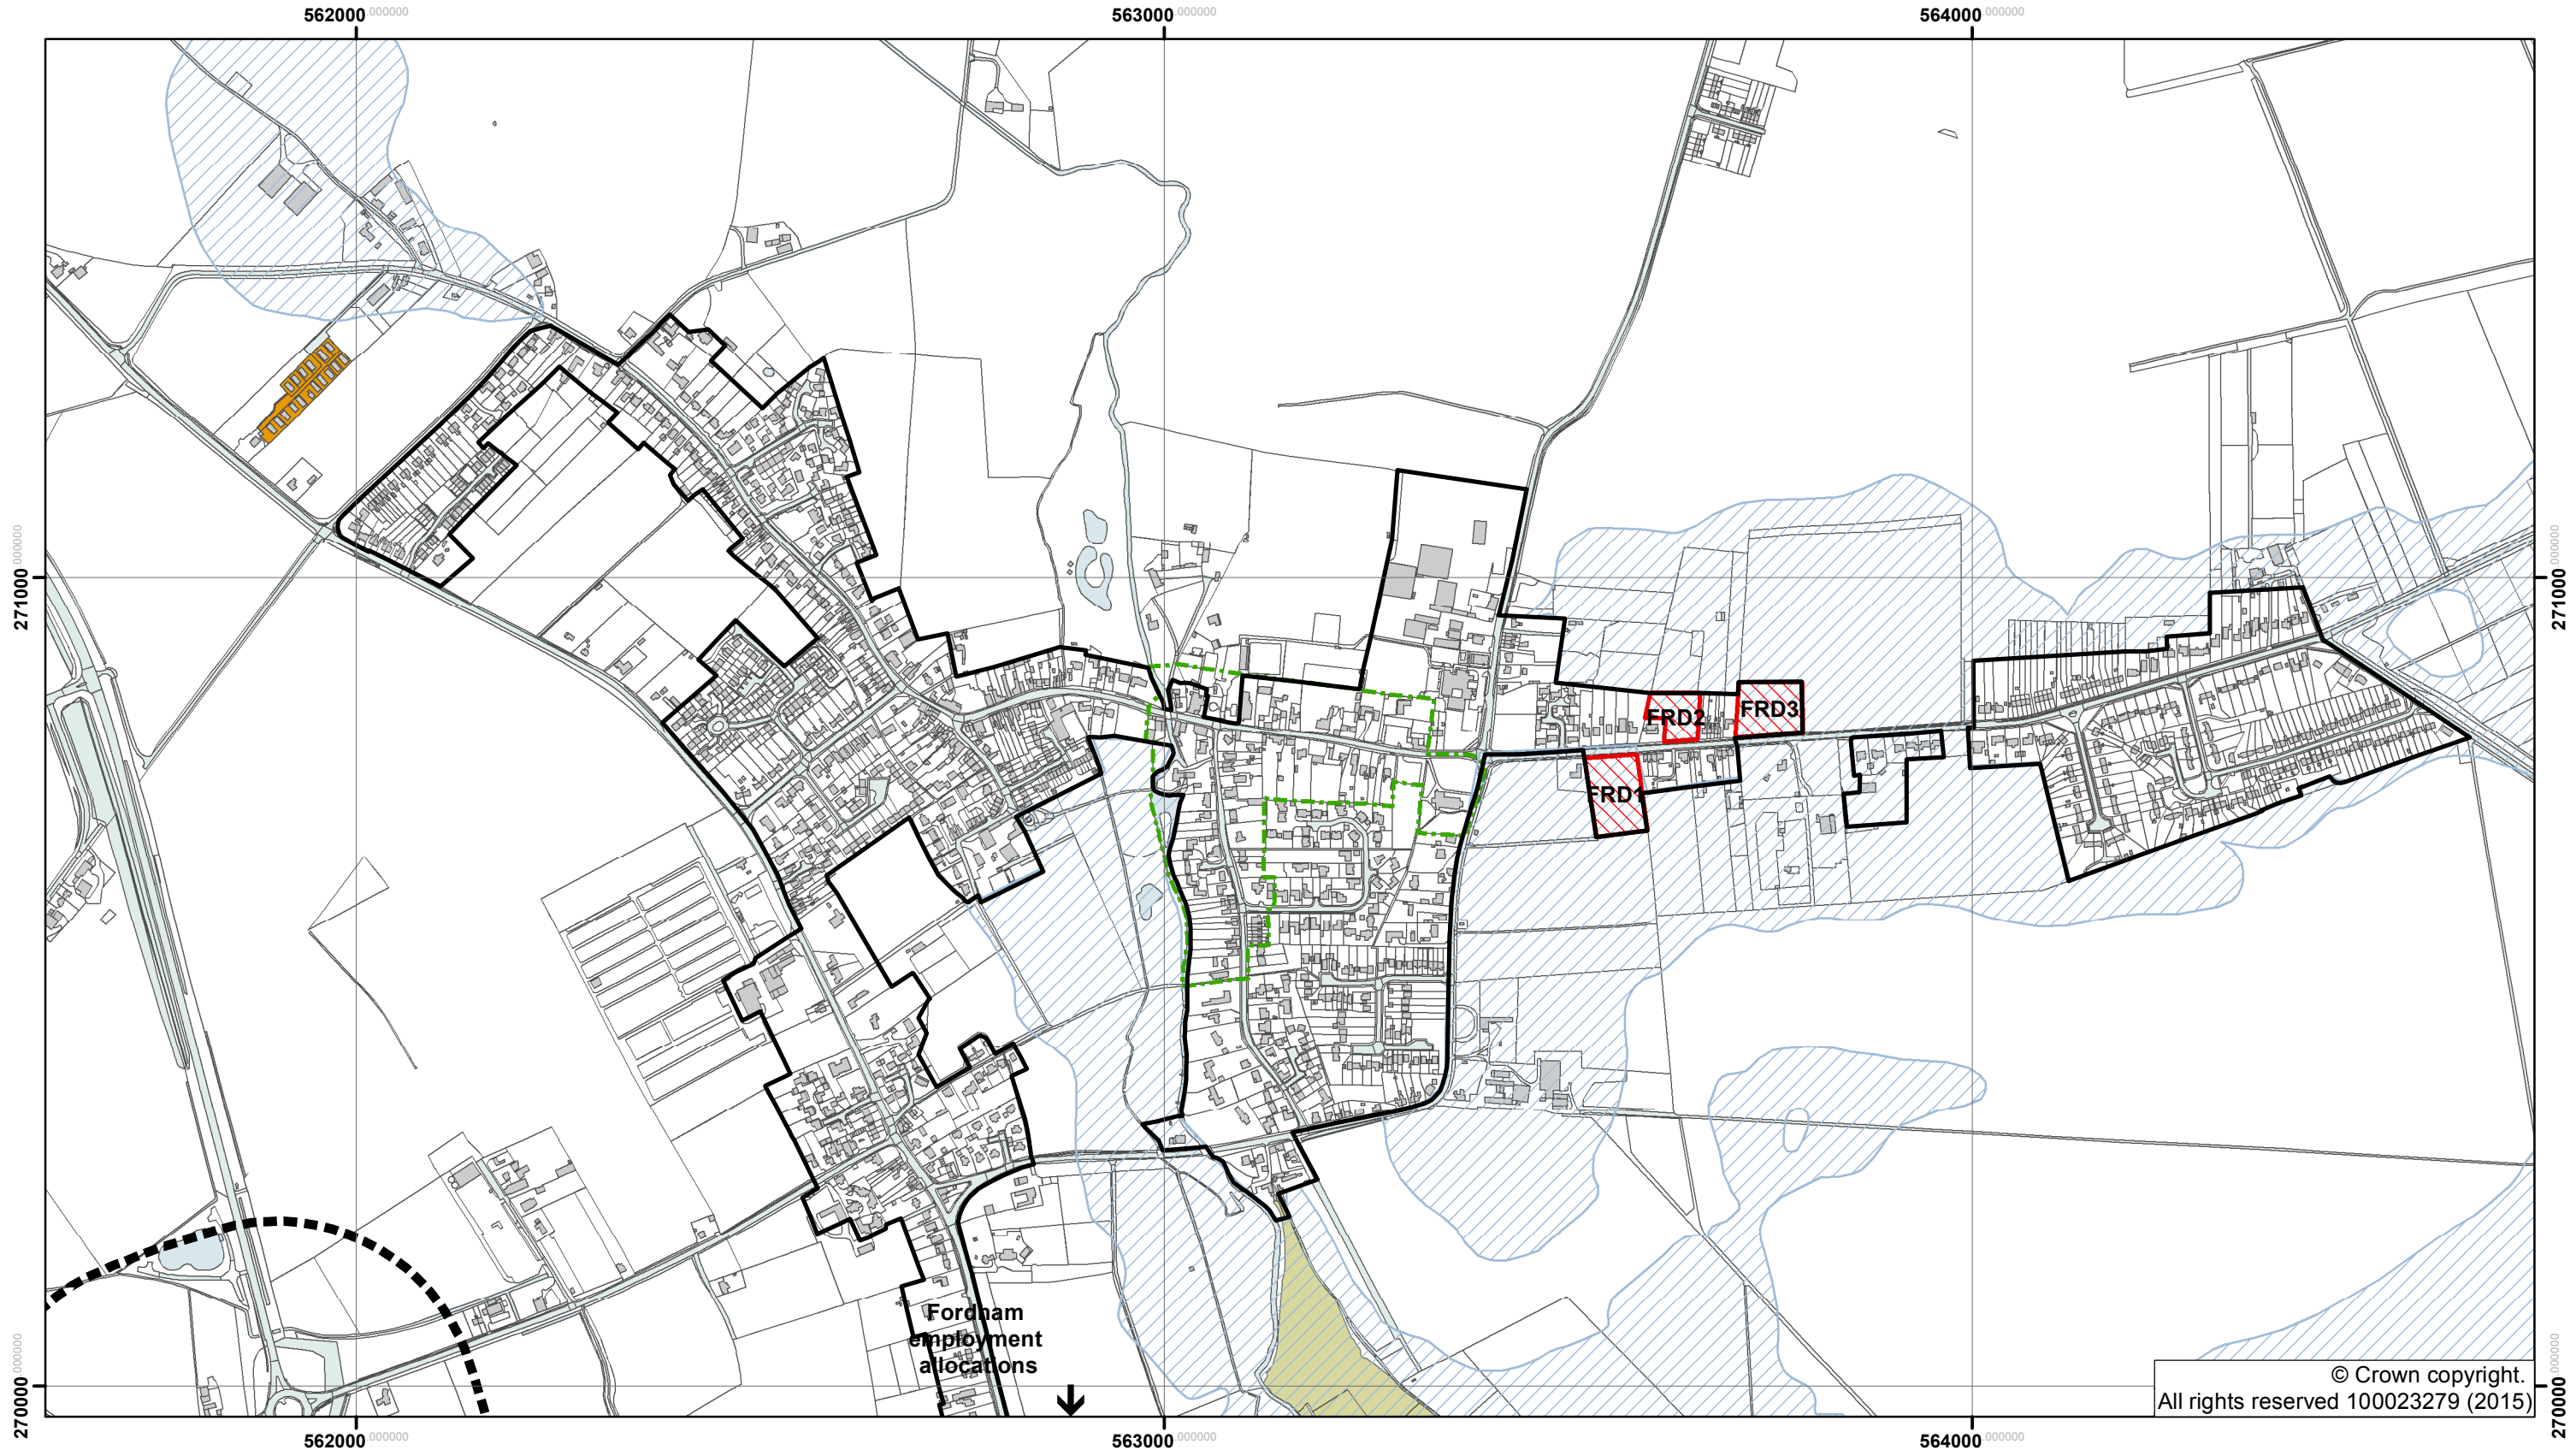 562000.000000 563000.000000 564000.000000
271000.000000 271000.000000
FRD2 FRD3
FRD1
Fordham
employment
allocations
270000.000000 270000.000000
© Crown copyright.
All rights reserved 100023279 (2015)
562000.000000 563000.000000 564000.000000